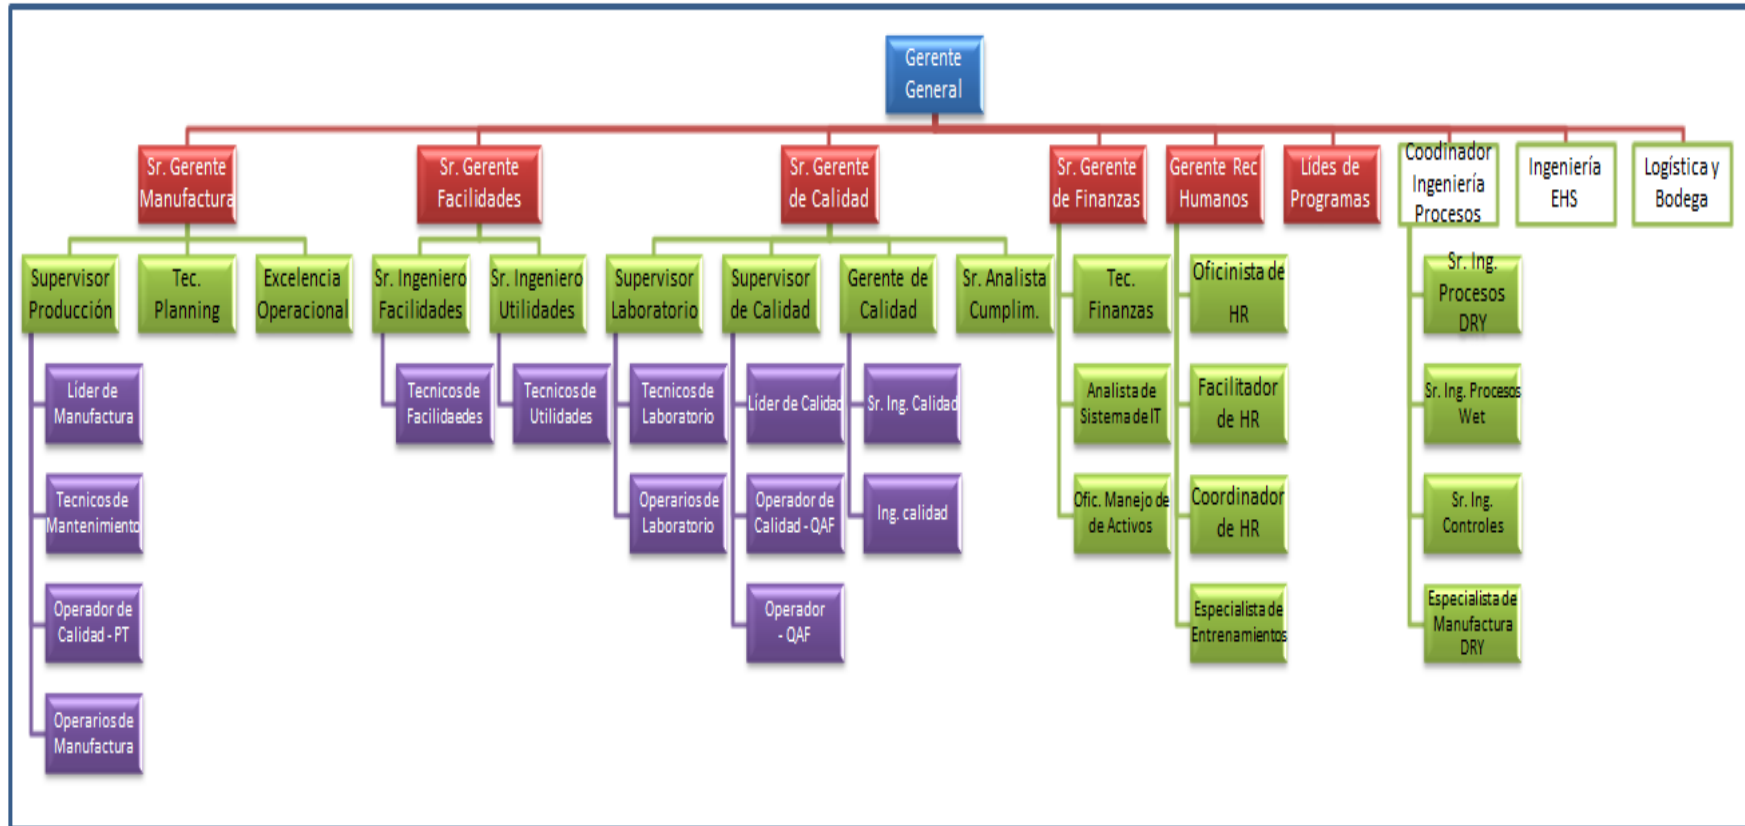 Gerente
General
Sr. Gerente
Manufactura
Sr. Gerente
Facilidades
Sr. Gerente
de Calidad
Sr. Gerente
de Finanzas
Gerente Rec
Humanos
Lídes de
Programas
Coodinador
Ingeniería
Procesos
Ingeniería
EHS
Logística y
Bodega
Supervisor
Producción
Tec.
Planning
Excelencia
Operacional
Sr. Ingeniero
Facilidades
Sr. Ingeniero
Utilidades
Supervisor
Laboratorio
Supervisor
de Calidad
Gerente de
Calidad
Sr. Analista
Cumplim.
Tec.
Finanzas
Oficinista de
HR
Sr. Ing.
Procesos
DRY
Líder de
Manufactura
Tecnicos de
Facilidaedes
Tecnicos de
Utilidades
Tecnicos de
Laboratorio
Líder de Calidad
Sr. Ing. Calidad
Analista de
Sistema de IT
Facilitador
de HR
Sr. Ing. Procesos
Wet
Tecnicos de
Mantenimiento
Operarios de
Laboratorio
Operador de
Calidad - QAF
Ing. calidad
Ofic. Manejo de
de Activos
Coordinador
de HR
Sr. Ing.
Controles
Operador de
Calidad - PT
Operador
- QAF
Especialista de
Entrenamientos
Especialista de
Manufactura
DRY
Operarios de
Manufactura